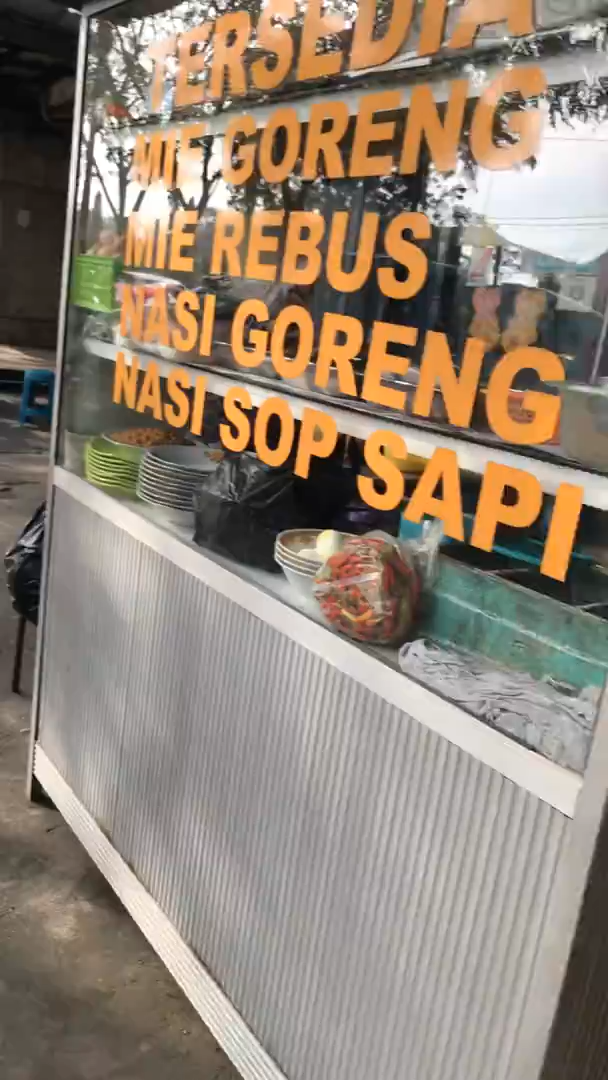 TERSEDIA
MIE GORENG
MIE REBUS
NASI GORENG
NASI SOP SAPI